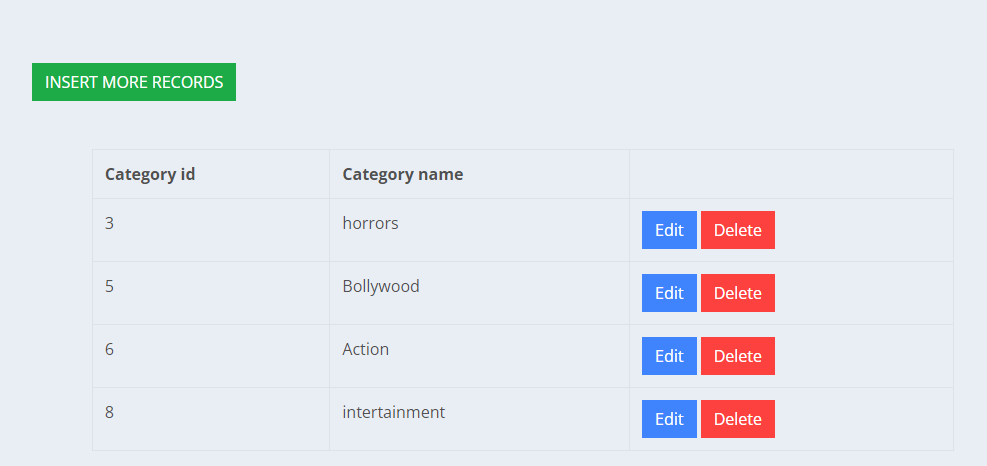 INSERT MORE RECORDS
Category id Category name
3 horrors Edit Delete
5 Bollywood Edit Delete
6 Action Edit Delete
8 intertainment Edit Delete